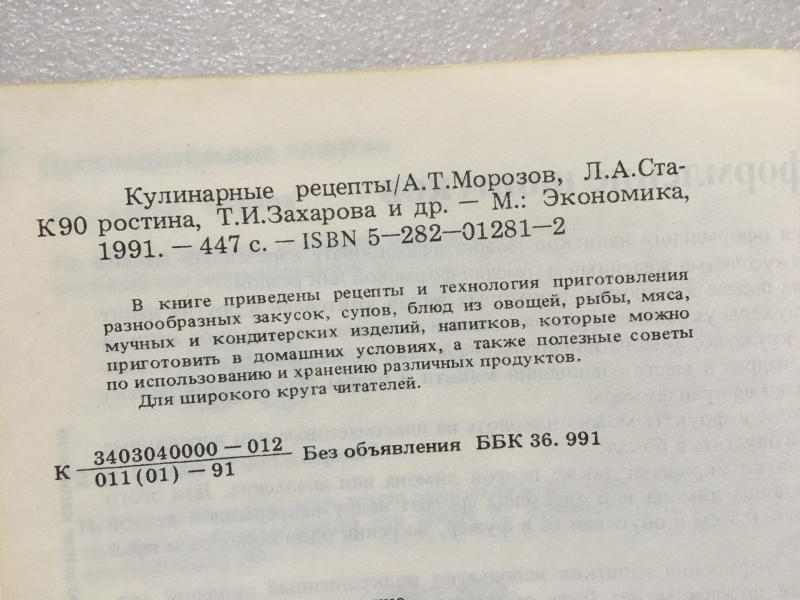 Кулинарные рецепты/А.Т.Морозов, Л.А.Ста-
К90 ростина, Т.И.Захарова и др. — М.: Экономика,
1991. — 447 с. — ISBN 5—282—01281—2
В книге приведены рецепты и технология приготовления
разнообразных закусок, супов, блюд из овощей, рыбы, мяса,
мучных и кондитерских изделий, напитков, которые можно
приготовить в домашних условиях, а также полезные советы
по использованию и хранению различных продуктов.
Для широкого круга читателей.
К 3403040000 — 012
011 (01) — 91
Без объявления ББК 36. 991